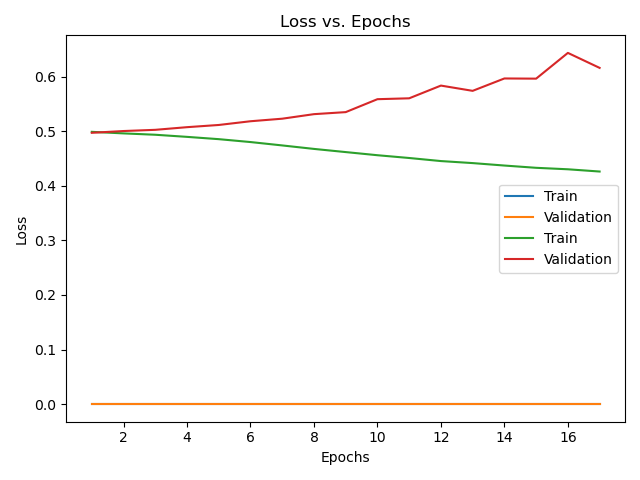 Loss vs. Epochs
Loss
0.6
0.5
0.4
0.3
0.2
0.1
0.0
Train
Validation
Train
Validation
2 4 6 8 10 12 14 16
Epochs